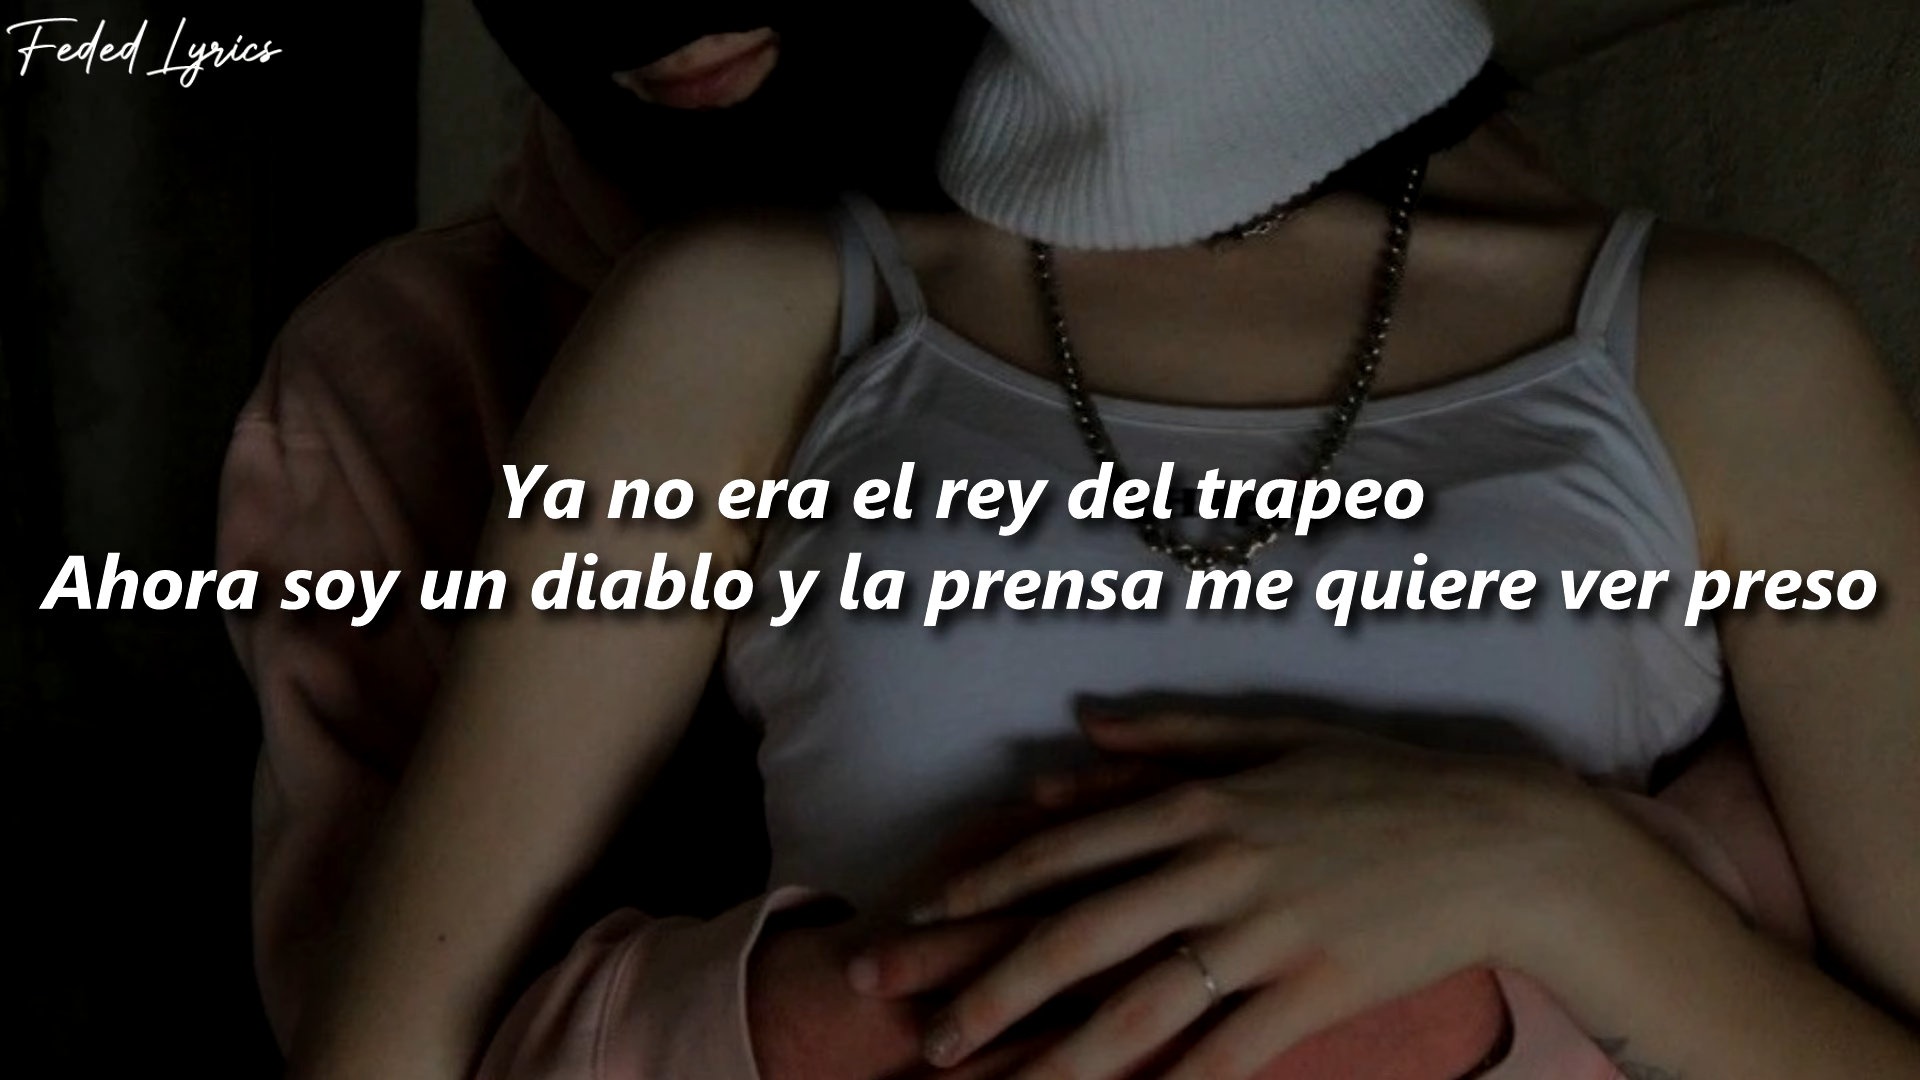 Feded Lyrics
Ya no era el rey del trapeo
Ahora soy un diablo y la prensa me quiere ver preso